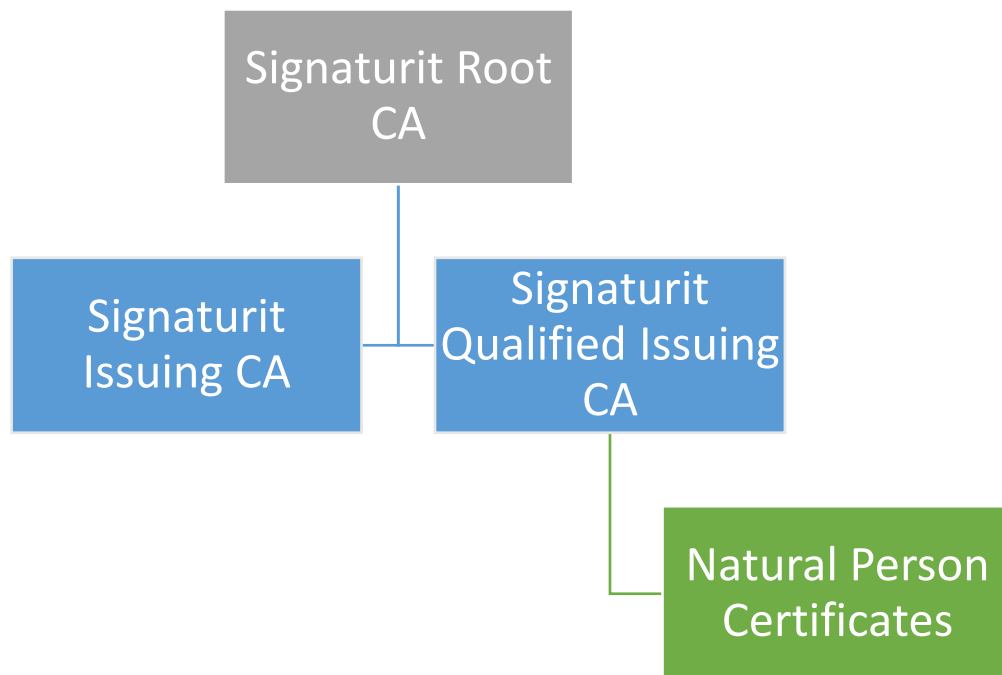 Signaturit Root
CA
Signaturit
Issuing CA
Signaturit
Qualified Issuing
CA
Natural Person
Certificates